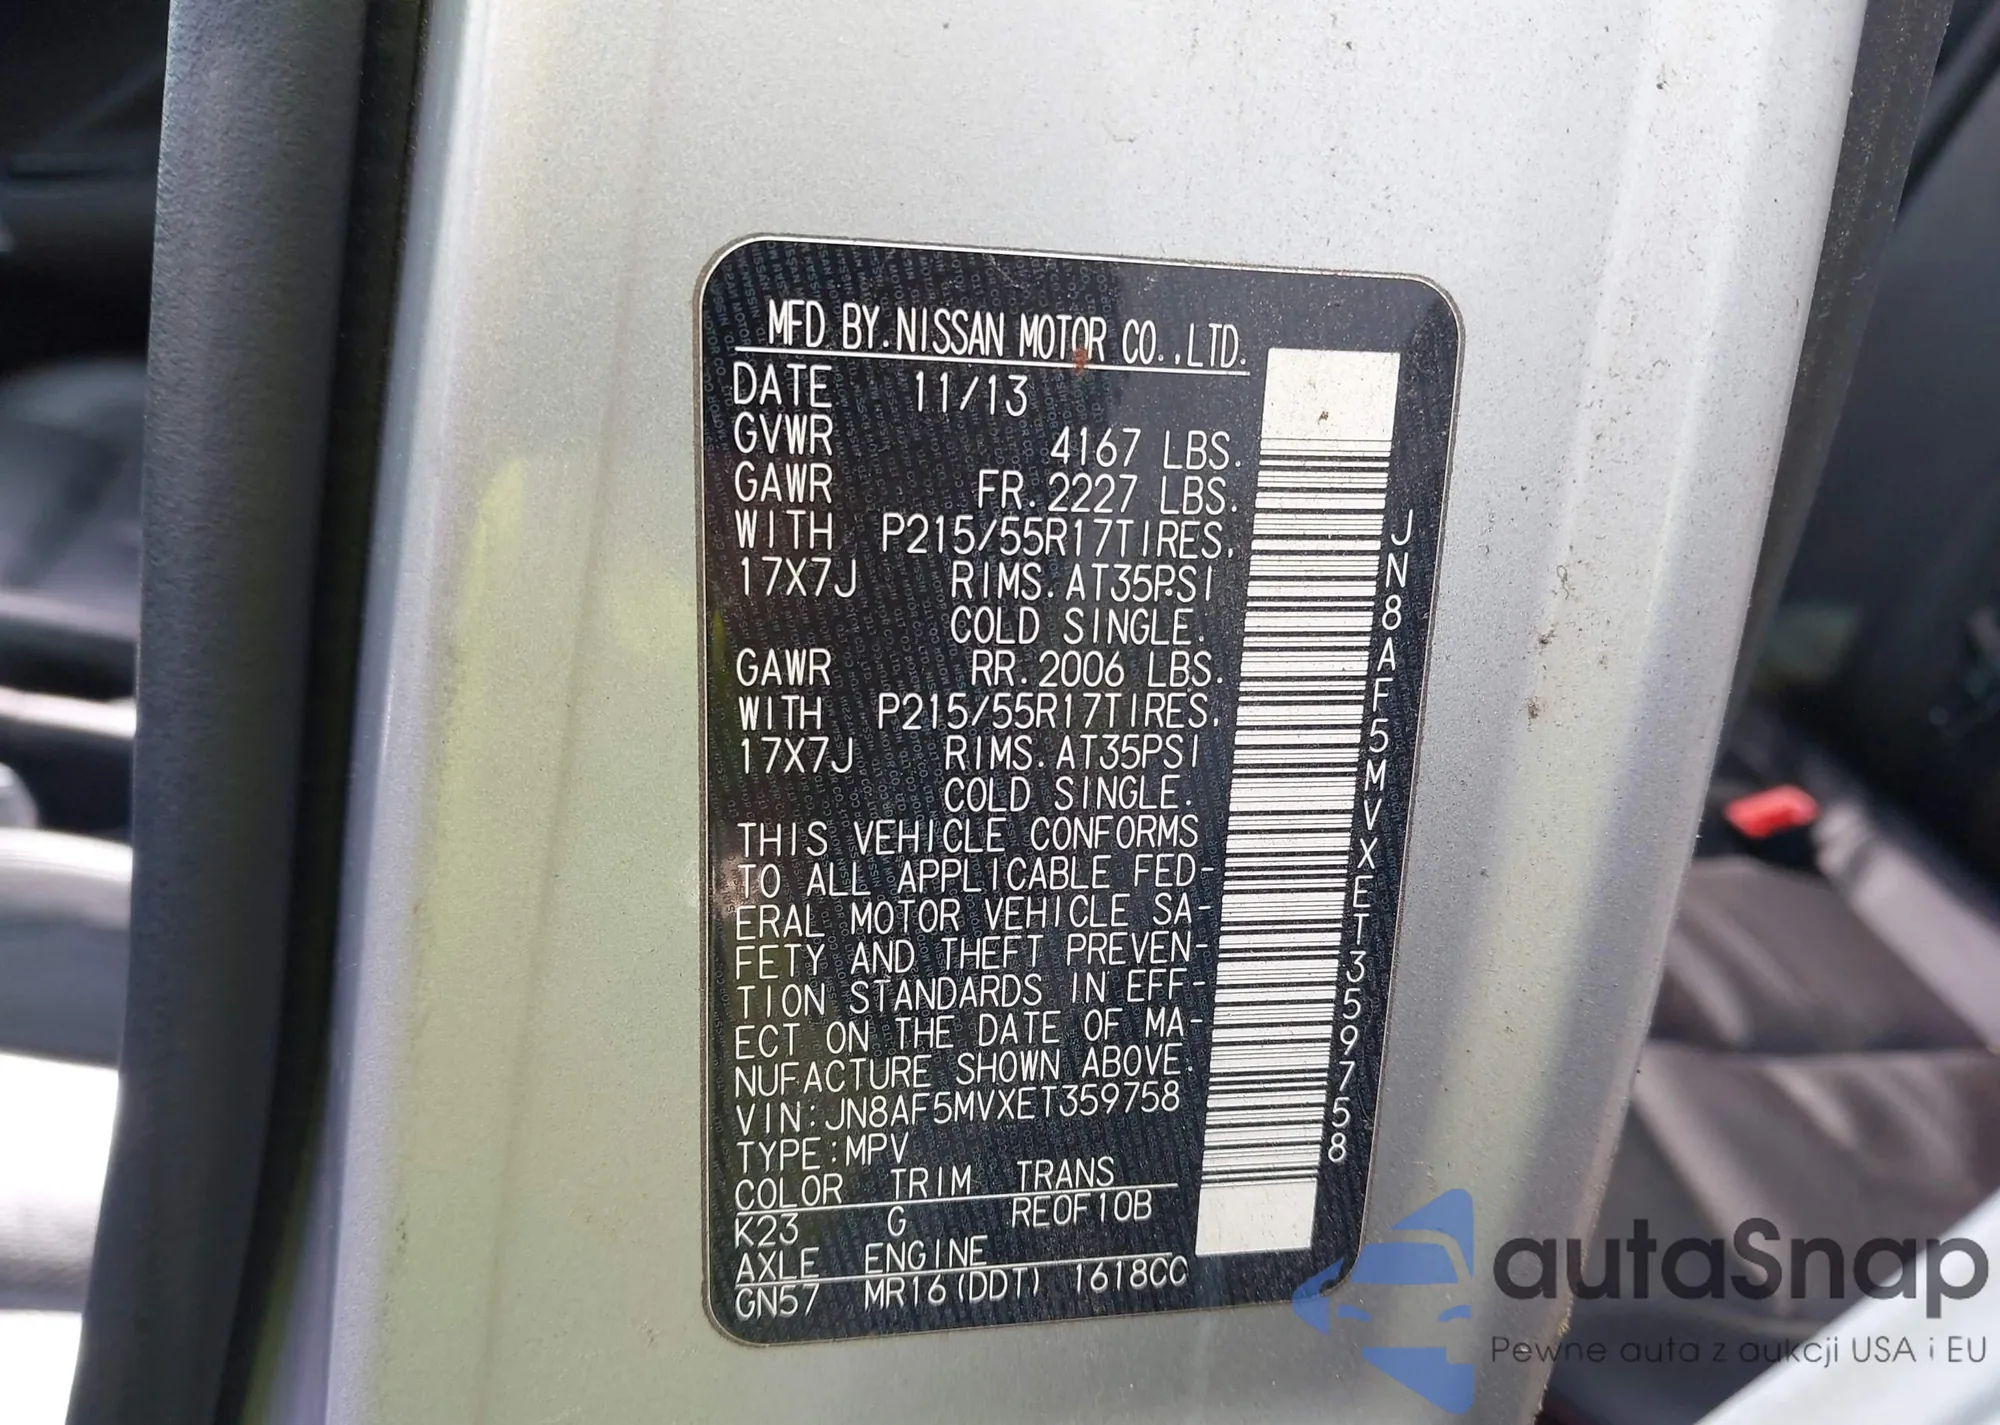 MFD. BY. NISSAN MOTOR CO.,LTD.
DATE 11/13
GVWR 4167 LBS.
GAWR FR. 2227 LBS.
WITH P215/55R17TIRES.
17X7J RIMS. AT35PSI
COLD SINGLE.
GAWR RR. 2006 LBS.
WITH P215/55R17TIRES.
17X7J RIMS. AT35PSI
COLD SINGLE.
THIS VEHICLE CONFORMS
TO ALL APPLICABLE FED-
ERAL MOTOR VEHICLE SA-
FETY AND THEFT PREVEN-
TION STANDARDS IN EFF-
ECT ON THE DATE OF MA-
NUFACTURE SHOWN ABOVE.
VIN:JN8AF5MVXET359758
TYPE:MPV
COLOR TRIM TRANS
K23 G RE0F10B
AXLE ENGINE
GN57 MR16(DDT) 1618CC
JN8AF5MVXET359758
autaSnap
Pewne auta z aukcji USA i EU